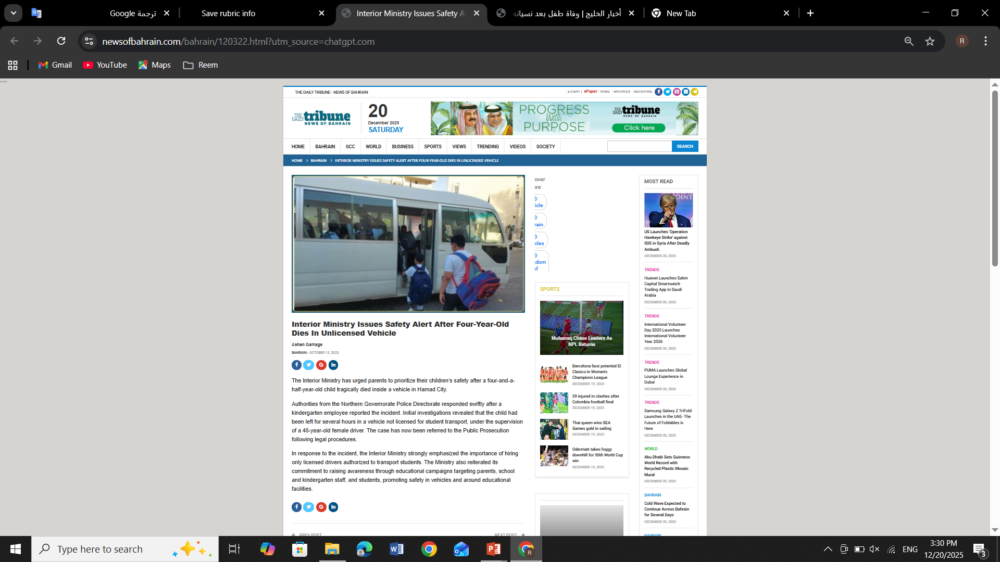 Google ترجمة
Save rubric info
Interior Ministry Issues Safety A
أخبار الخليج | وفاة طفل بعد نسيانه
New Tab
newsofbahrain.com/bahrain/120322.html?utm_source=chatgpt.com
R
Gmail
YouTube
Maps
Reem
THE DAILY TRIBUNE - NEWS OF BAHRAIN
E-CART | ePaper HOME | ARCHIVES | ADVERTISE
THE DAILY tribune
NEWS OF BAHRAIN
20
December 2025
SATURDAY
PROGRESS
With
PURPOSE
THE DAILY tribune
NEWS OF BAHRAIN
Click here
HOME BAHRAIN GCC WORLD BUSINESS SPORTS VIEWS TRENDING VIDEOS SOCIETY
SEARCH
HOME > BAHRAIN > INTERIOR MINISTRY ISSUES SAFETY ALERT AFTER FOUR-YEAR-OLD DIES IN UNLICENSED VEHICLE
Interior Ministry Issues Safety Alert After Four-Year-Old
Dies In Unlicensed Vehicle
Ashen Gamage
BAHRAIN - OCTOBER 13, 2025
The Interior Ministry has urged parents to prioritize their children's safety after a four-and-a-
half-year-old child tragically died inside a vehicle in Hamad City.
Authorities from the Northern Governorate Police Directorate responded swiftly after a
kindergarten employee reported the incident. Initial investigations revealed that the child had
been left for several hours in a vehicle not licensed for student transport, under the supervision
of a 40-year-old female driver. The case has now been referred to the Public Prosecution
following legal procedures.
In response to the incident, the Interior Ministry strongly emphasized the importance of hiring
only licensed drivers authorized to transport students. The Ministry also reiterated its
commitment to raising awareness through educational campaigns targeting parents, school
and kindergarten staff, and students, promoting safety in vehicles and around educational
facilities.
PREV POST
NEXT POST
over
ore
icle
rain
cles
gdom
of
SPORTS
Muharraq Chase Leaders As
NPL Returns
Barcelona face potential El
Clasico in Women's
Champions League
DECEMBER 19, 2025
59 injured in clashes after
Colombia football final
DECEMBER 19, 2025
Thai queen wins SEA
Games gold in sailing
DECEMBER 19, 2025
Odermatt takes foggy
downhill for 50th World Cup
win
DECEMBER 19, 2025
MOST READ
US Launches 'Operation
Hawkeye Strike' against
ISIS in Syria After Deadly
Ambush
DECEMBER 20, 2025
TRENDS
Huawei Launches Sahm
Capital Smartwatch
Trading App in Saudi
Arabia
DECEMBER 20, 2025
TRENDS
International Volunteer
Day 2025 Launches
International Volunteer
Year 2026
DECEMBER 20, 2025
TRENDS
PUMA Launches Global
Lounge Experience in
Dubai
DECEMBER 20, 2025
TRENDS
Samsung Galaxy Z TriFold
Launches in the UAE- The
Future of Foldables is
Here
DECEMBER 20, 2025
WORLD
Abu Dhabi Sets Guinness
World Record with
Recycled Plastic Mosaic
Mural
DECEMBER 20, 2025
BAHRAIN
Cold Wave Expected to
Continue Across Bahrain
for Several Days
DECEMBER 20, 2025
BAHRAIN
Type here to search
ENG
3:30 PM
12/20/2025
3